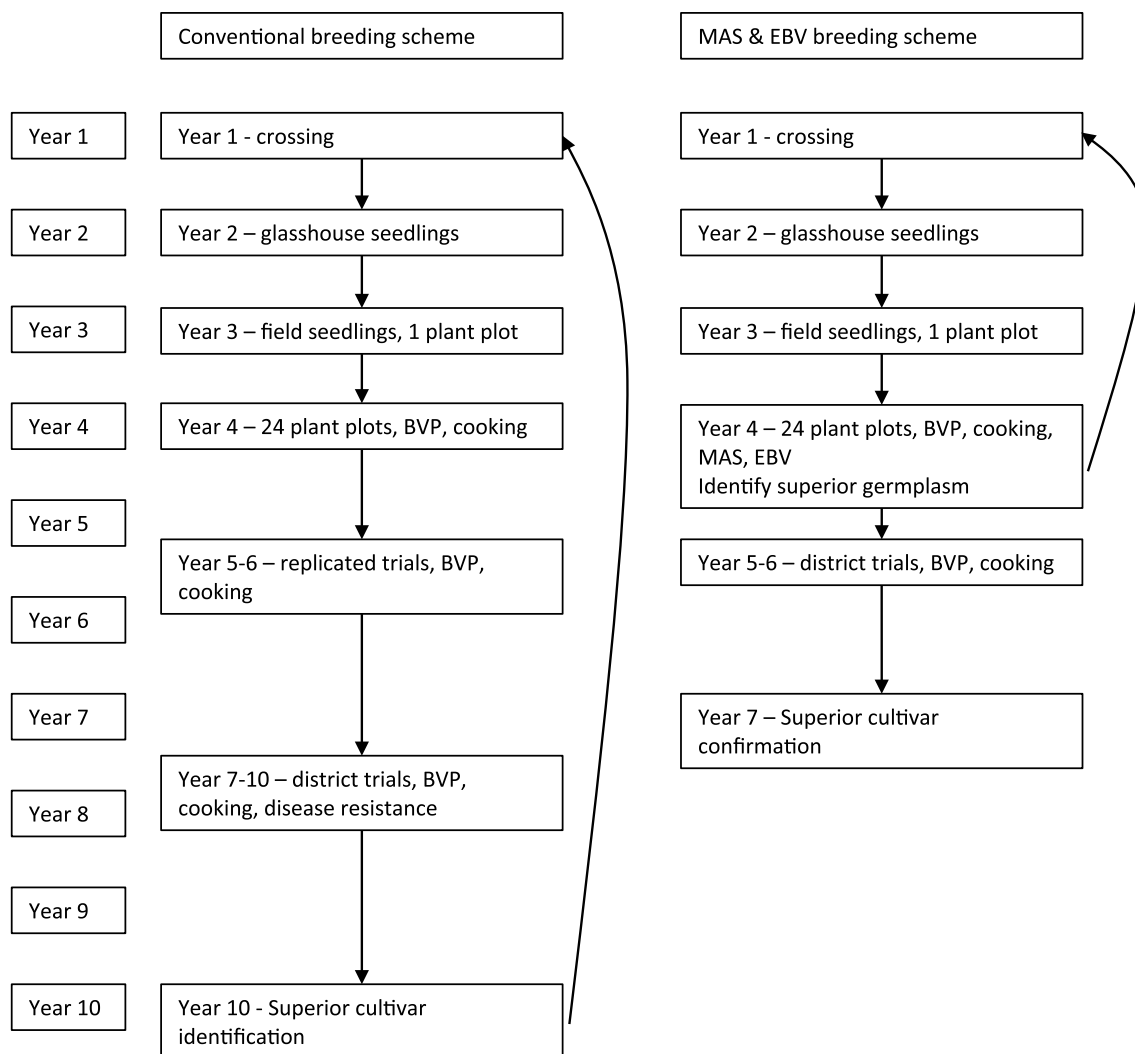 Conventional breeding scheme
MAS & EBV breeding scheme
Year 1
Year 1 - crossing
Year 1 - crossing
Year 2
Year 2 – glasshouse seedlings
Year 2 – glasshouse seedlings
Year 3
Year 3 – field seedlings, 1 plant plot
Year 3 – field seedlings, 1 plant plot
Year 4
Year 4 – 24 plant plots, BVP, cooking
Year 4 – 24 plant plots, BVP, cooking,
MAS, EBV
Identify superior germplasm
Year 5
Year 5-6 – replicated trials, BVP,
cooking
Year 5-6 – district trials, BVP, cooking
Year 6
Year 7
Year 7 – Superior cultivar
confirmation
Year 7-10 – district trials, BVP,
cooking, disease resistance
Year 8
Year 9
Year 10
Year 10 - Superior cultivar
identification